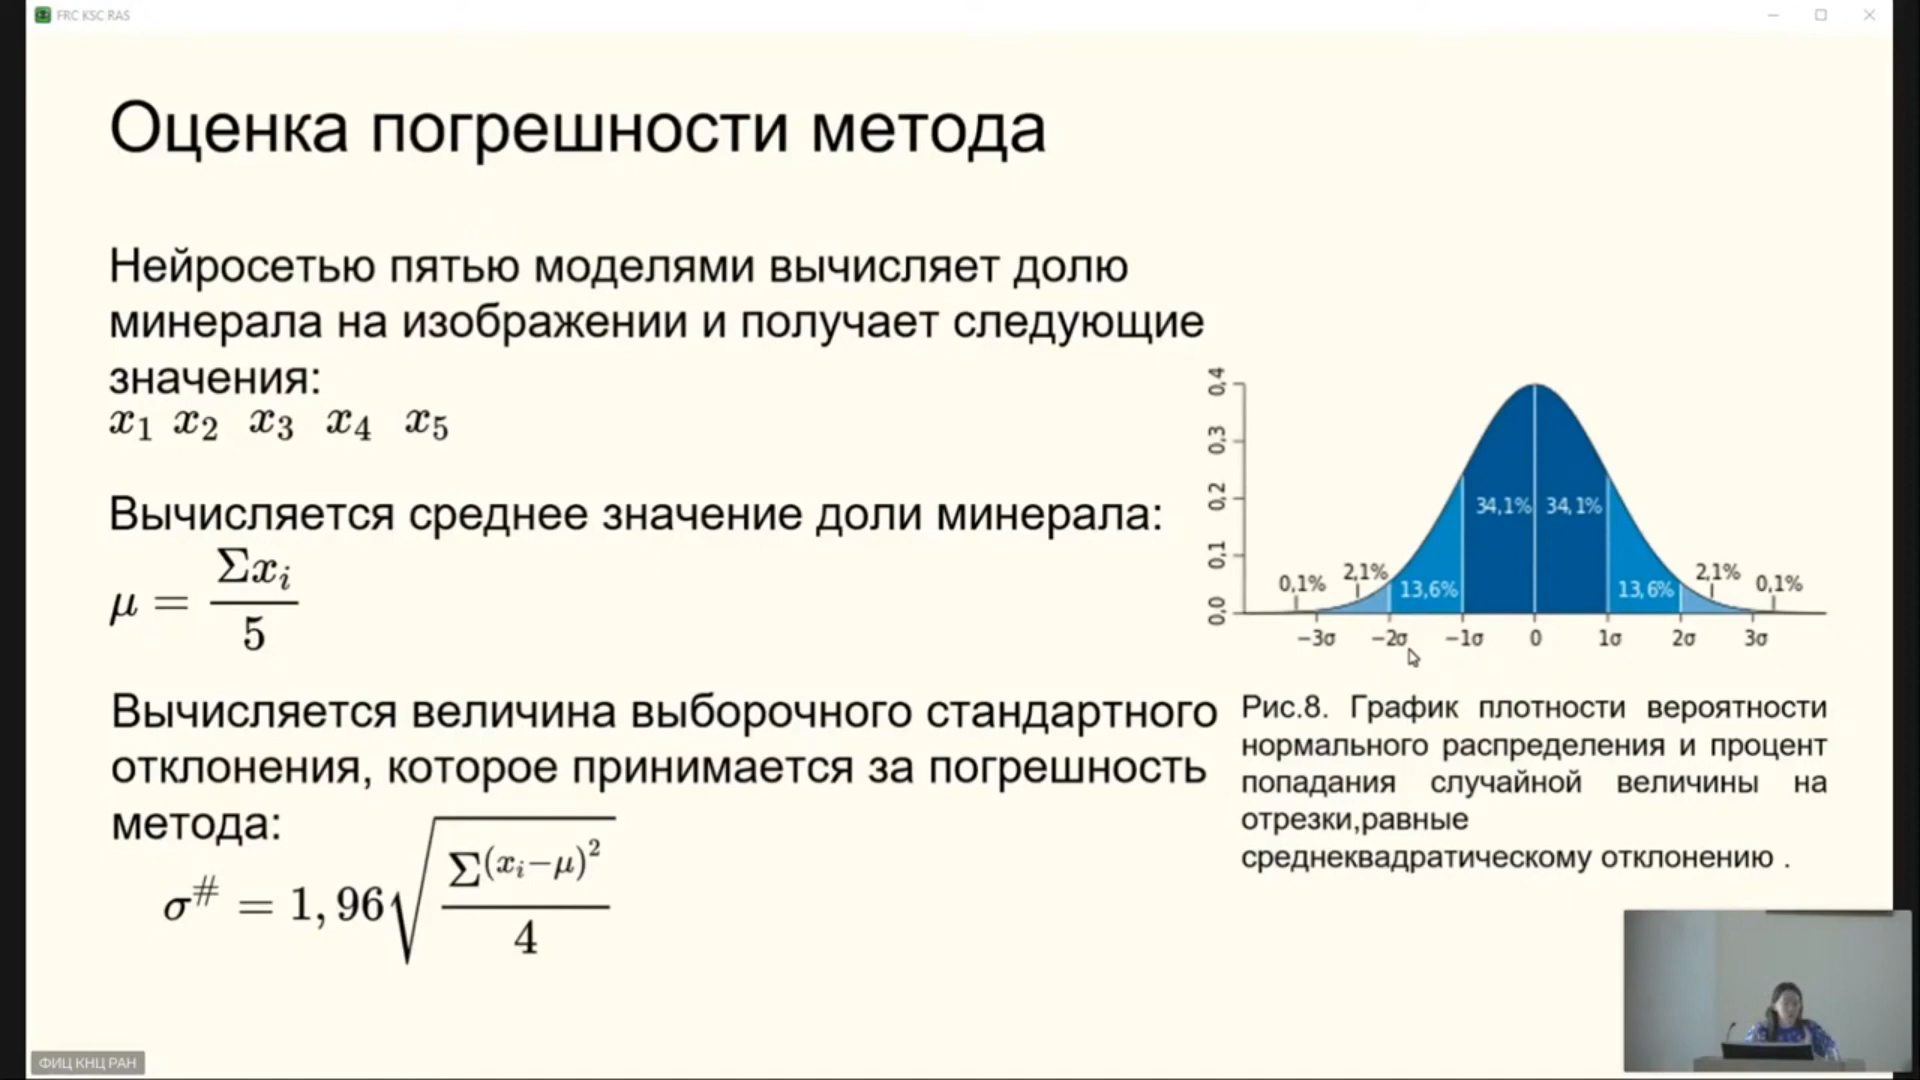 FRC KSC RAS
Оценка погрешности метода
Нейросетью пятью моделями вычисляет долю
минерала на изображении и получает следующие
значения:
x₁ x₂ x₃ x₄ x₅
Вычисляется среднее значение доли минерала:
μ = Σxᵢ / 5
Вычисляется величина выборочного стандартного
отклонения, которое принимается за погрешность
метода:
σ^# = 1,96√(Σ(xᵢ−μ)² / 4)
0,4
0,3
0,2
0,1
0,0
34,1% 34,1%
0,1% 2,1% 13,6% 13,6% 2,1% 0,1%
−3σ −2σ −1σ 0 1σ 2σ 3σ
Рис.8. График плотности вероятности
нормального распределения и процент
попадания случайной величины на
отрезки,равные
среднеквадратическому отклонению .
ФИЦ КНЦ РАН